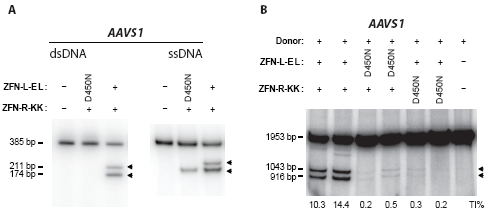 A
AAVS1
dsDNA ssDNA
ZFN-L-EL: – D450N + – D450N +
ZFN-R-KK: – + + – + +
385 bp
211 bp
174 bp
B
AAVS1
Donor: + + + + + + +
ZFN-L-EL: + + D450N D450N + + –
ZFN-R-KK: + + + + D450N D450N –
1953 bp
1043 bp
916 bp
10.3 14.4 0.2 0.5 0.3 0.2 TI%